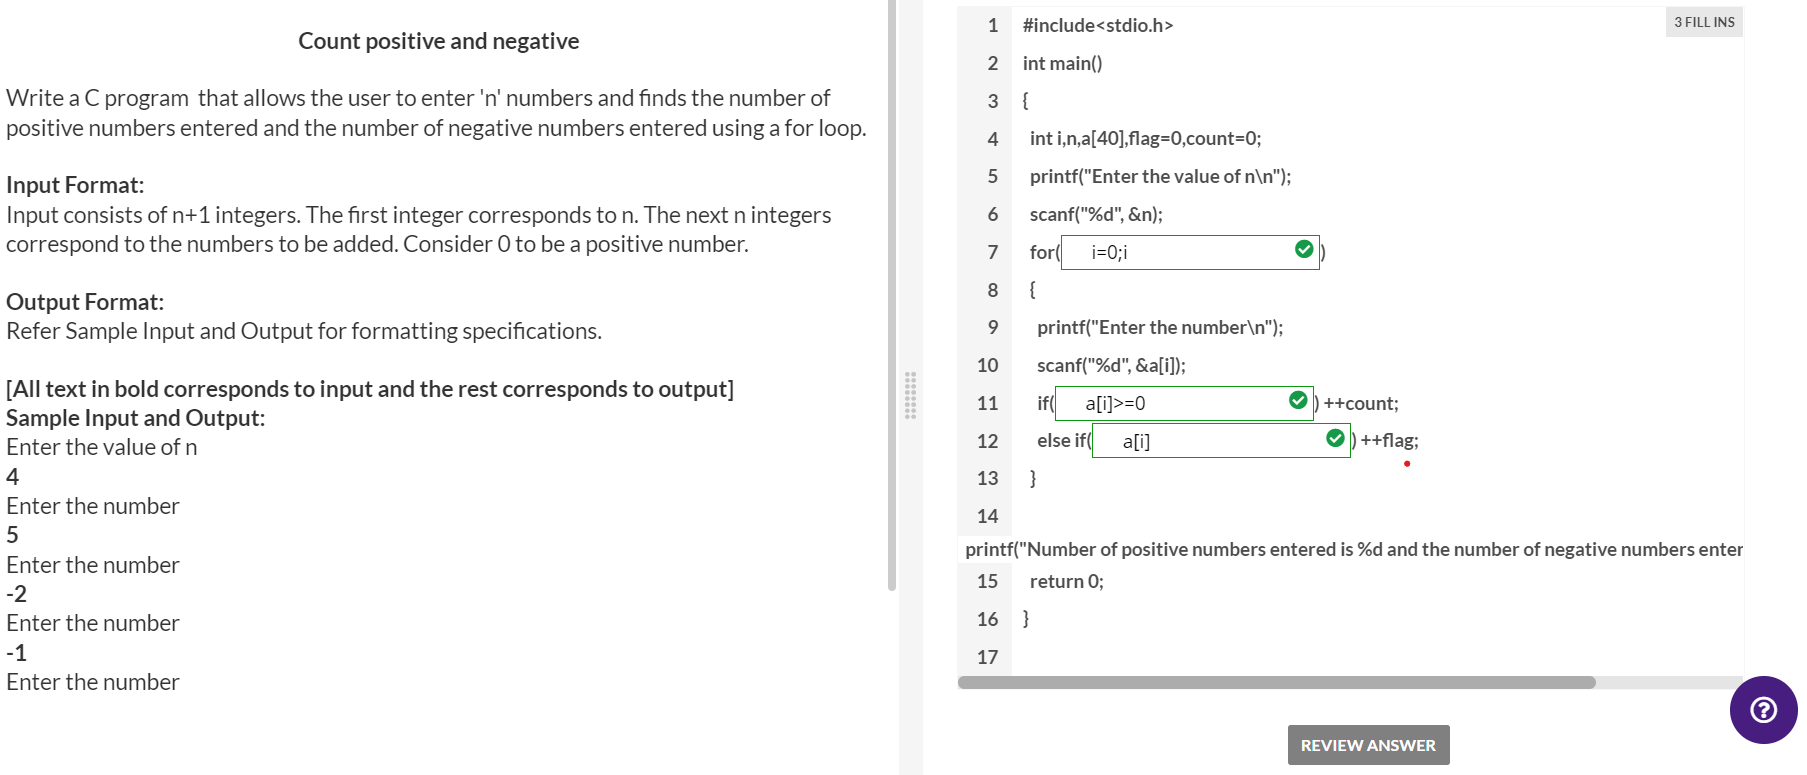 Count positive and negative
Write a C program that allows the user to enter 'n' numbers and finds the number of
positive numbers entered and the number of negative numbers entered using a for loop.
Input Format:
Input consists of n+1 integers. The first integer corresponds to n. The next n integers
correspond to the numbers to be added. Consider 0 to be a positive number.
Output Format:
Refer Sample Input and Output for formatting specifications.
[All text in bold corresponds to input and the rest corresponds to output]
Sample Input and Output:
Enter the value of n
4
Enter the number
5
Enter the number
-2
Enter the number
-1
Enter the number
3 FILL INS
1 #include<stdio.h>
2 int main()
3 {
4 int i,n,a[40],flag=0,count=0;
5 printf("Enter the value of n\n");
6 scanf("%d", &n);
7 for( i=0;i )
8 {
9 printf("Enter the number\n");
10 scanf("%d", &a[i]);
11 if( a[i]>=0 ) ++count;
12 else if( a[i] ) ++flag;
13 }
14
printf("Number of positive numbers entered is %d and the number of negative numbers enter
15 return 0;
16 }
17
REVIEW ANSWER